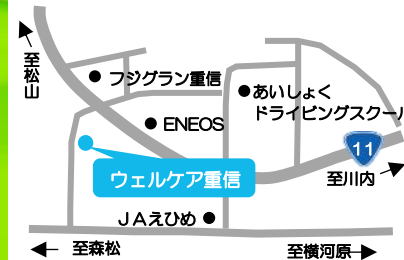 至松山
フジグラン重信
あいしょく
ドライビングスクール
ENEOS
11
ウェルケア重信
至川内
JAえひめ
至森松
至横河原